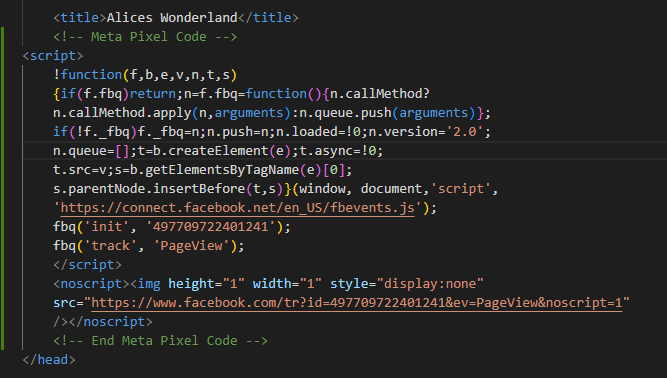 <title>Alices Wonderland</title>
<!-- Meta Pixel Code -->
<script>
!function(f,b,e,v,n,t,s)
{if(f.fbq)return;n=f.fbq=function(){n.callMethod?
n.callMethod.apply(n,arguments):n.queue.push(arguments)};
if(!f._fbq)f._fbq=n;n.push=n;n.loaded=!0;n.version='2.0';
n.queue=[];t=b.createElement(e);t.async=!0;
t.src=v;s=b.getElementsByTagName(e)[0];
s.parentNode.insertBefore(t,s)}(window, document,'script',
'https://connect.facebook.net/en_US/fbevents.js');
fbq('init', '497709722401241');
fbq('track', 'PageView');
</script>
<noscript><img height="1" width="1" style="display:none"
src="https://www.facebook.com/tr?id=497709722401241&ev=PageView&noscript=1"
/></noscript>
<!-- End Meta Pixel Code -->
</head>